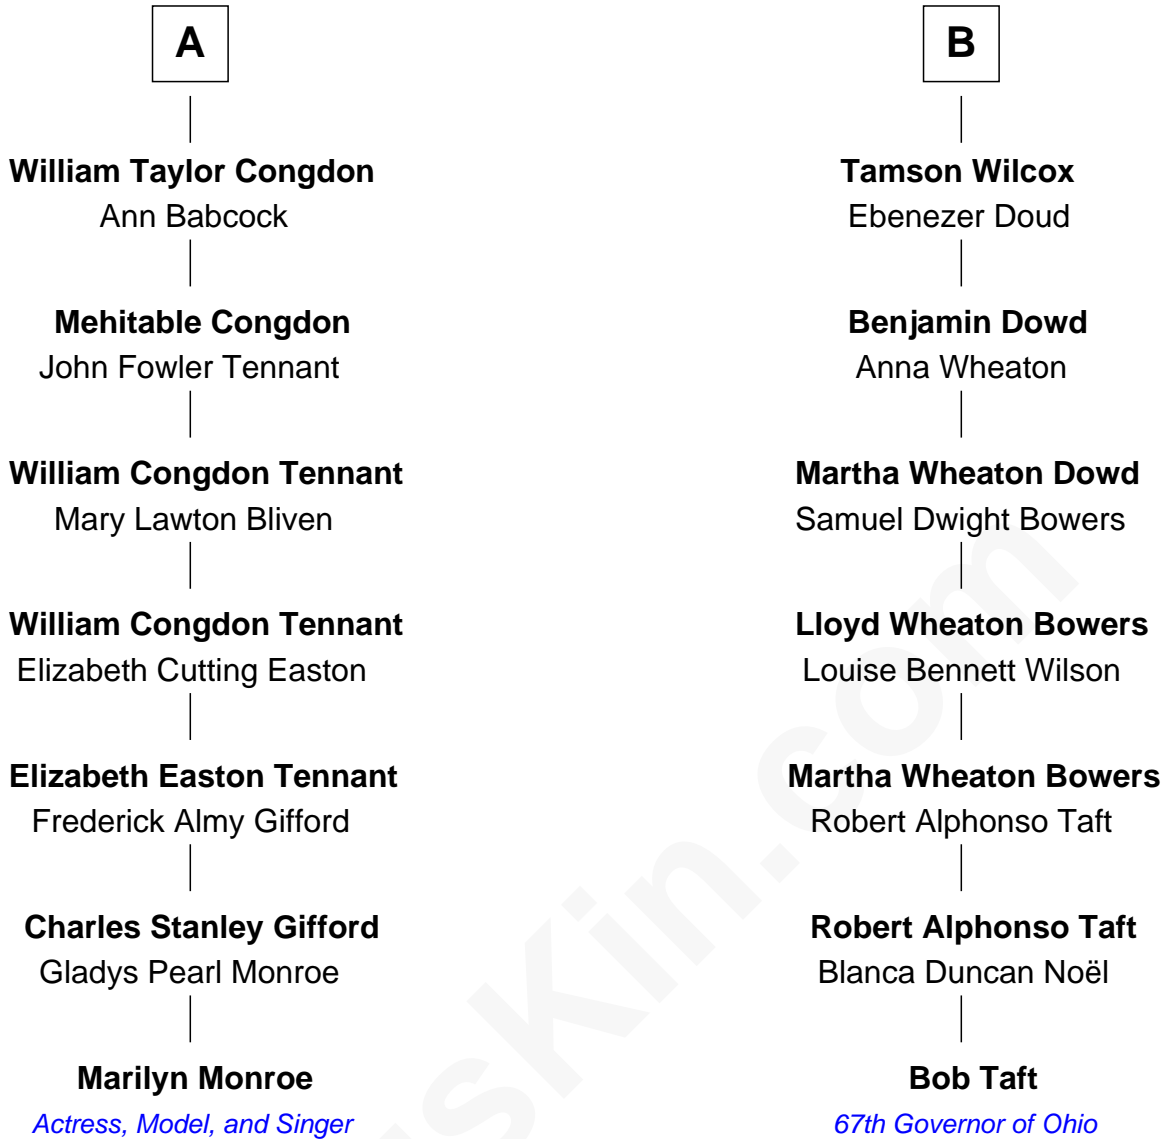 A
William Taylor Congdon
Ann Babcock
Mehitable Congdon
John Fowler Tennant
William Congdon Tennant
Mary Lawton Bliven
William Congdon Tennant
Elizabeth Cutting Easton
Elizabeth Easton Tennant
Frederick Almy Gifford
Charles Stanley Gifford
Gladys Pearl Monroe
Marilyn Monroe
Actress, Model, and Singer
B
Tamson Wilcox
Ebenezer Doud
Benjamin Dowd
Anna Wheaton
Martha Wheaton Dowd
Samuel Dwight Bowers
Lloyd Wheaton Bowers
Louise Bennett Wilson
Martha Wheaton Bowers
Robert Alphonso Taft
Robert Alphonso Taft
Blanca Duncan Noël
Bob Taft
67th Governor of Ohio